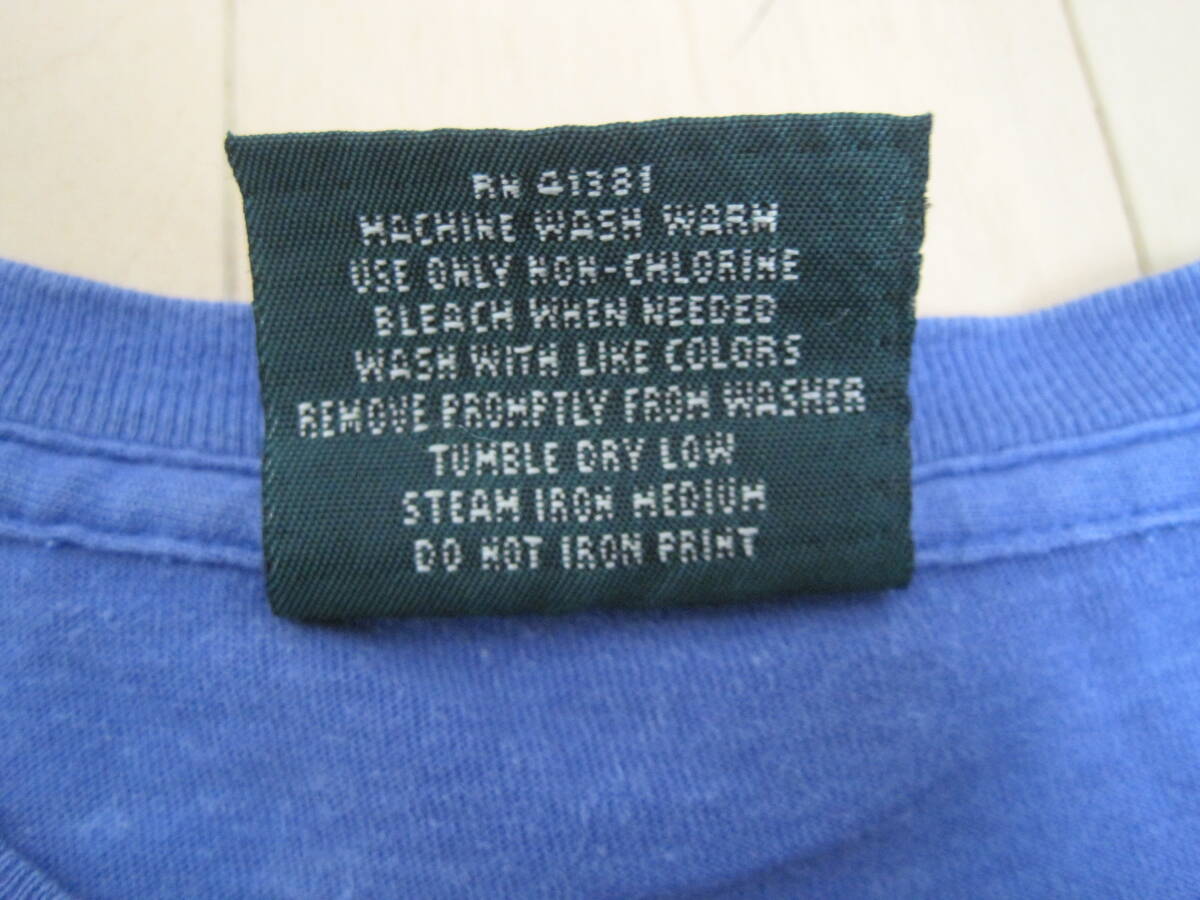 RN 41381
MACHINE WASH WARM
USE ONLY NON-CHLORINE
BLEACH WHEN NEEDED
WASH WITH LIKE COLORS
REMOVE PROMPTLY FROM WASHER
TUMBLE DRY LOW
STEAM IRON MEDIUM
DO NOT IRON PRINT